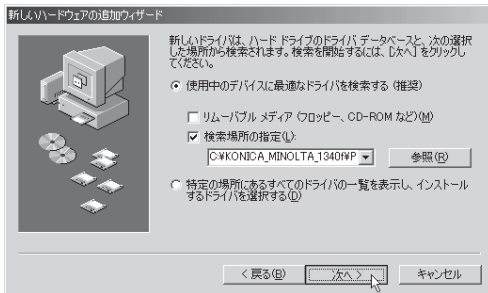 新しいハードウェアの追加ウィザード
新しいドライバは、ハード ドライブのドライバ データベースと、次の選択
した場所から検索されます。検索を開始するには、[次へ] をクリックし
てください。
使用中のデバイスに最適なドライバを検索する (推奨)
リムーバブル メディア (フロッピー、CD-ROM など)(M)
検索場所の指定(L):
C:¥KONICA_MINOLTA_1340f¥P
参照(R)
特定の場所にあるすべてのドライバの一覧を表示し、インストール
するドライバを選択する(D)
< 戻る(B)
次へ >
キャンセル